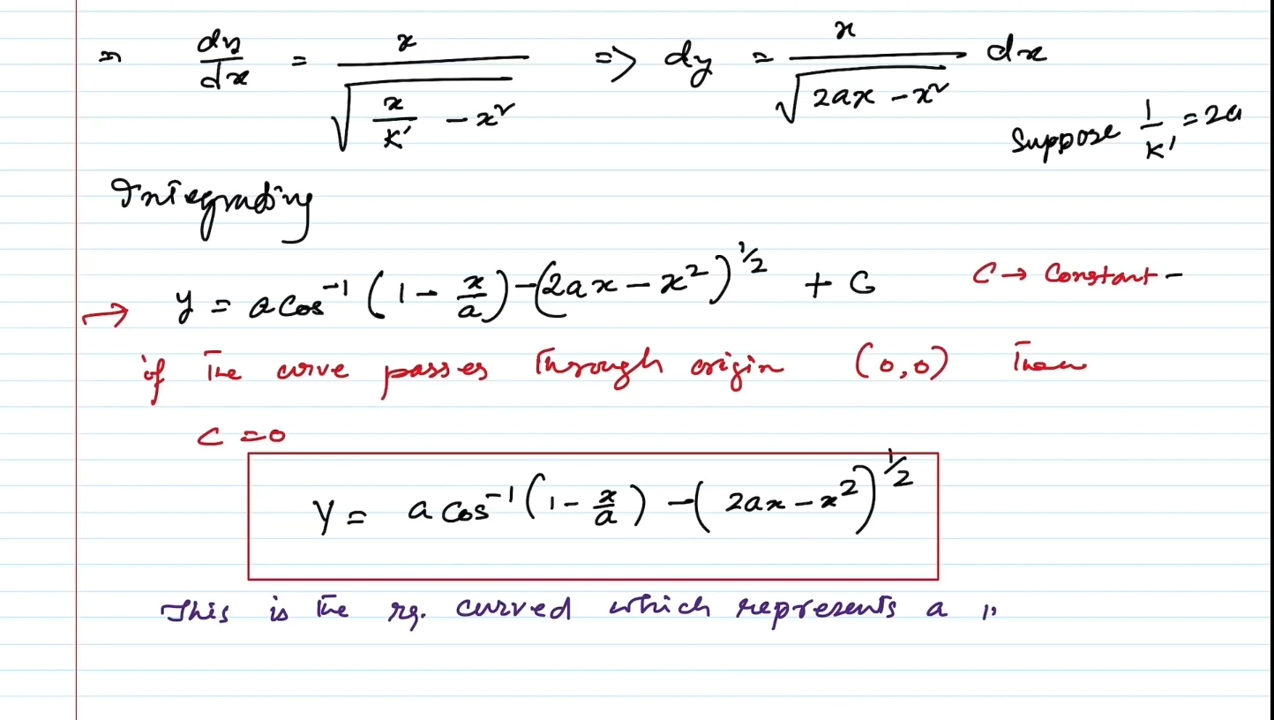 ⇒ dy/dx = x / √(x/K' - x²) ⇒ dy = x / √(2ax - x²) dx
Suppose 1/K' = 2a
Integrading
→ y = a cos⁻¹ (1 - x/a) - (2ax - x²)^1/2 + C C → Constant -
if the curve passes through origin (0,0) then
C = 0
Y = a cos⁻¹ (1 - x/a) - (2ax - x²)^1/2
This is the rq. curved which represents a